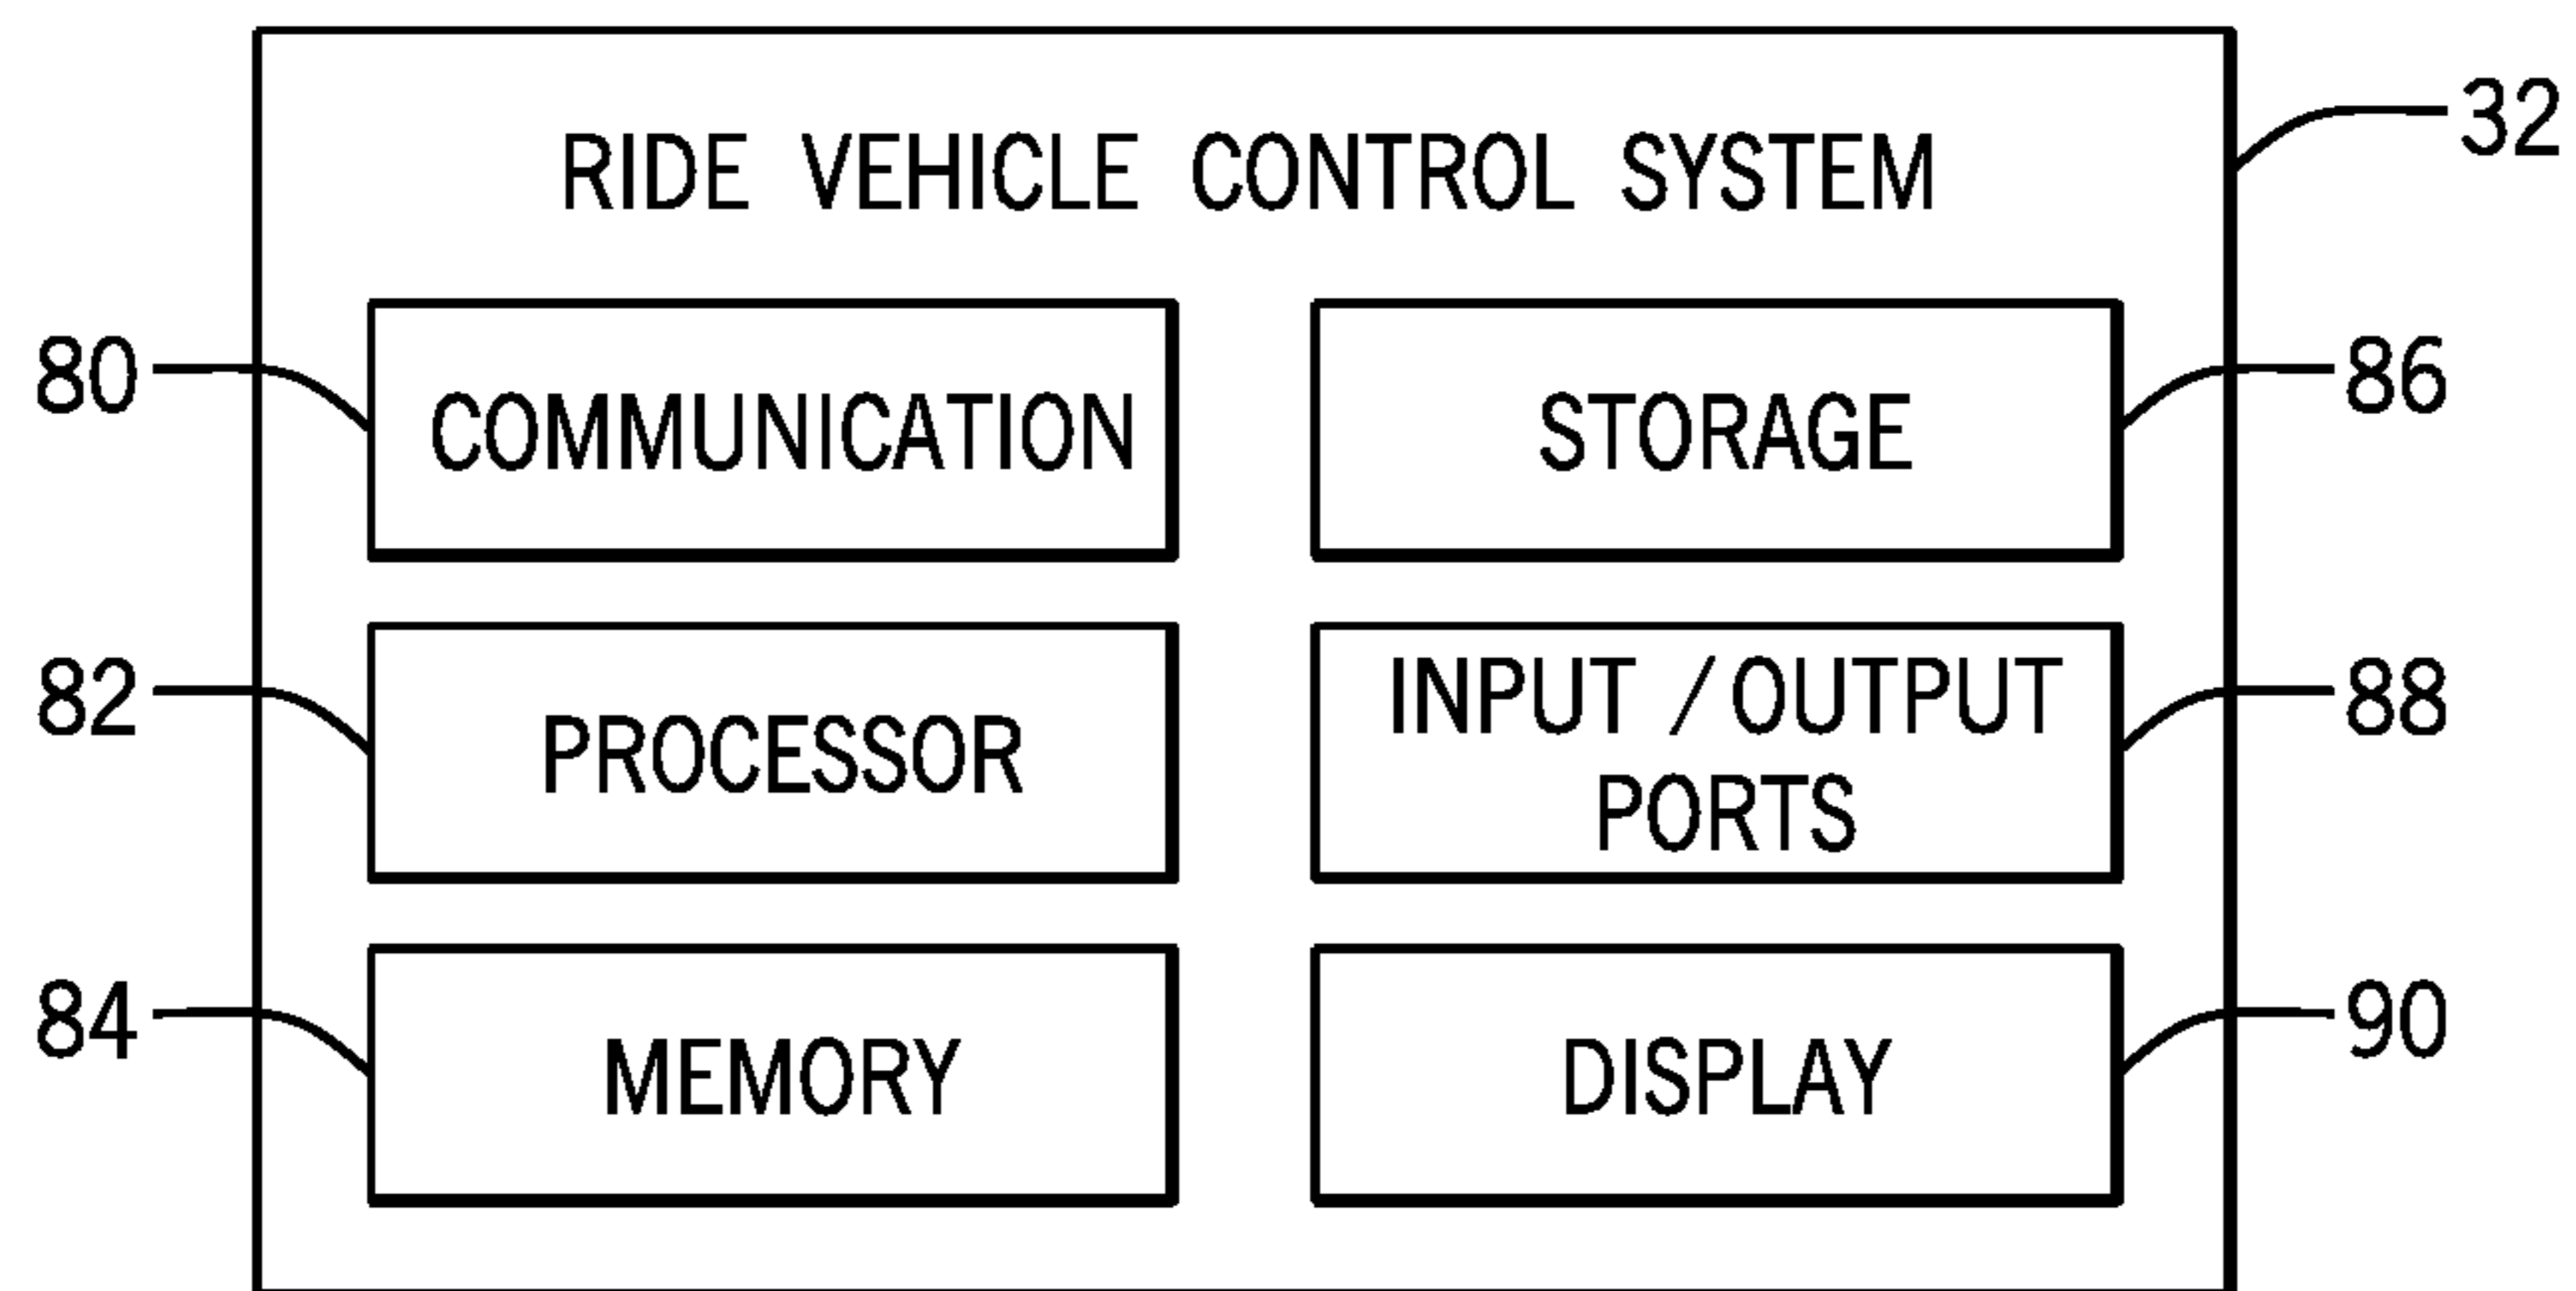 RIDE VEHICLE CONTROL SYSTEM
32
80
COMMUNICATION
STORAGE
86
82
PROCESSOR
INPUT /OUTPUT
PORTS
88
84
MEMORY
DISPLAY
90